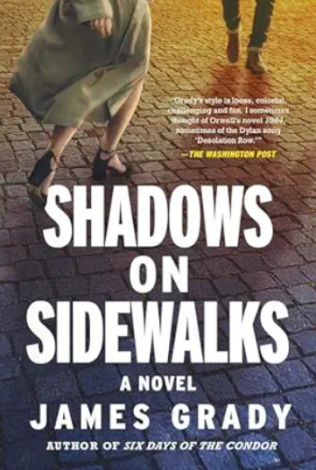 "Grady's style is loose, colorful,
challenging and fun. I sometimes
thought of Orwell's novel 1984,
sometimes of the Dylan song
'Desolation Row.'"
—THE WASHINGTON POST
SHADOWS
ON
SIDEWALKS
A NOVEL
JAMES GRADY
AUTHOR OF SIX DAYS OF THE CONDOR